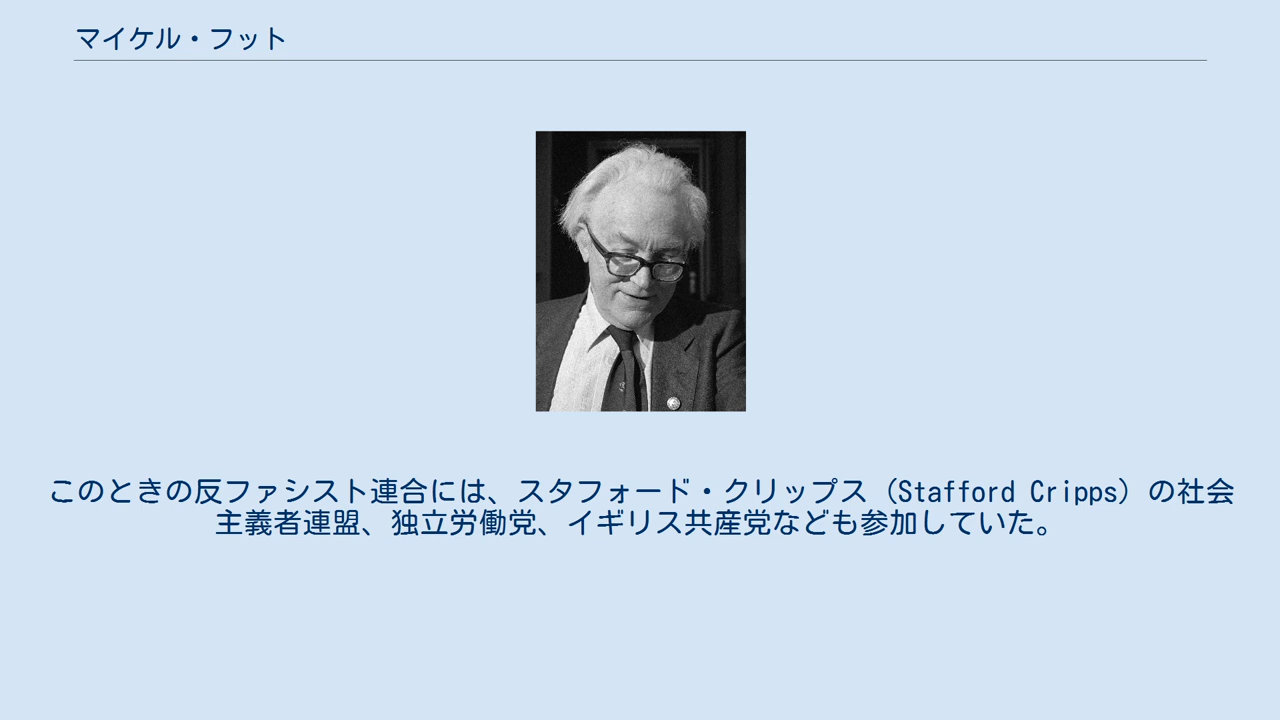 マイケル・フット
このときの反ファシスト連合には、スタフォード・クリップス（Stafford Cripps）の社会
主義者連盟、独立労働党、イギリス共産党なども参加していた。